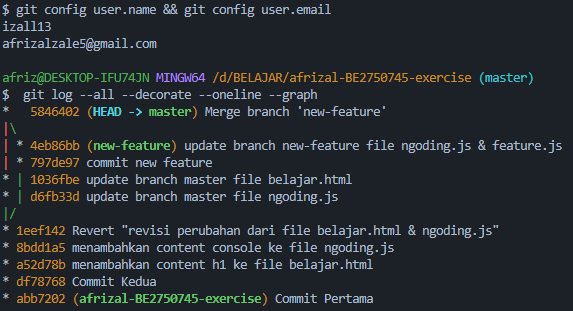 $ git config user.name && git config user.email
izall13
afrizalzale5@gmail.com
afriz@DESKTOP-IFU74JN MINGW64 /d/BELAJAR/afrizal-BE2750745-exercise (master)
$  git log --all --decorate --oneline --graph
*   5846402 (HEAD -> master) Merge branch 'new-feature'
|\
| * 4eb86bb (new-feature) update branch new-feature file ngoding.js & feature.js
| * 797de97 commit new feature
* | 1036fbe update branch master file belajar.html
* | d6fb33d update branch master file ngoding.js
|/
* 1eef142 Revert "revisi perubahan dari file belajar.html & ngoding.js"
* 8bdd1a5 menambahkan content console ke file ngoding.js
* a52d78b menambahkan content h1 ke file belajar.html
* df78768 Commit Kedua
* abb7202 (afrizal-BE2750745-exercise) Commit Pertama